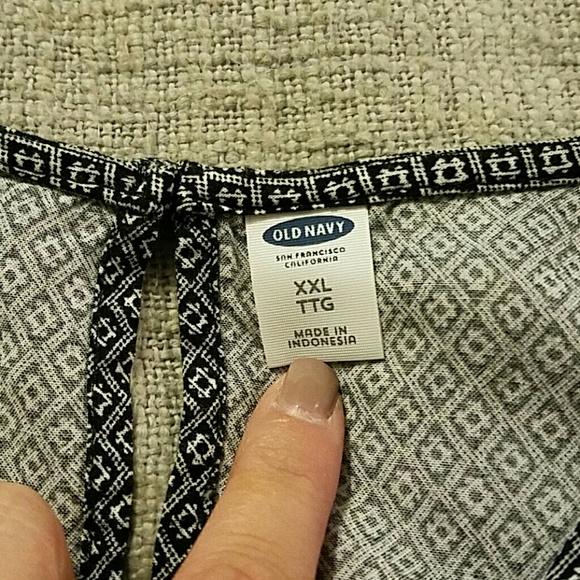 OLD NAVY
SAN FRANCISCO
CALIFORNIA
XXL
TTG
MADE IN
INDONESIA